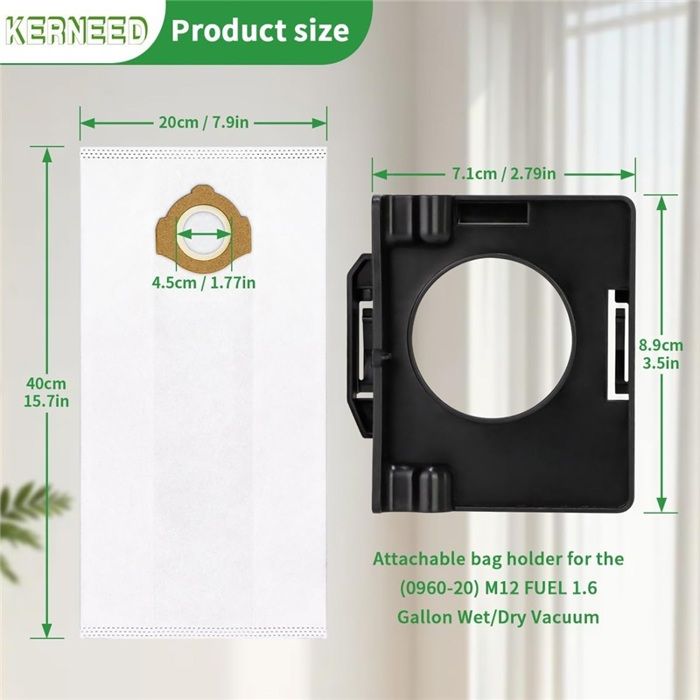 KERNEED
Product size
20cm / 7.9in
7.1cm / 2.79in
4.5cm / 1.77in
40cm
15.7in
8.9cm
3.5in
Attachable bag holder for the
(0960-20) M12 FUEL 1.6
Gallon Wet/Dry Vacuum